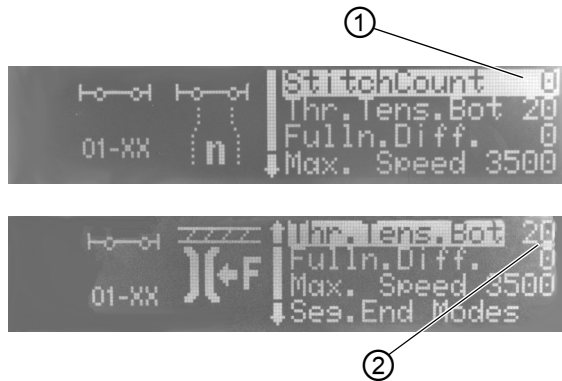 1
StitchCount 0
Thr.Tens.Bot 20
Fulln.Diff. 0
01-XX n Max. Speed 3500
Thr.Tens.Bot 20
Fulln.Diff. 0
F Max. Speed 3500
01-XX Seg.End Modes
2